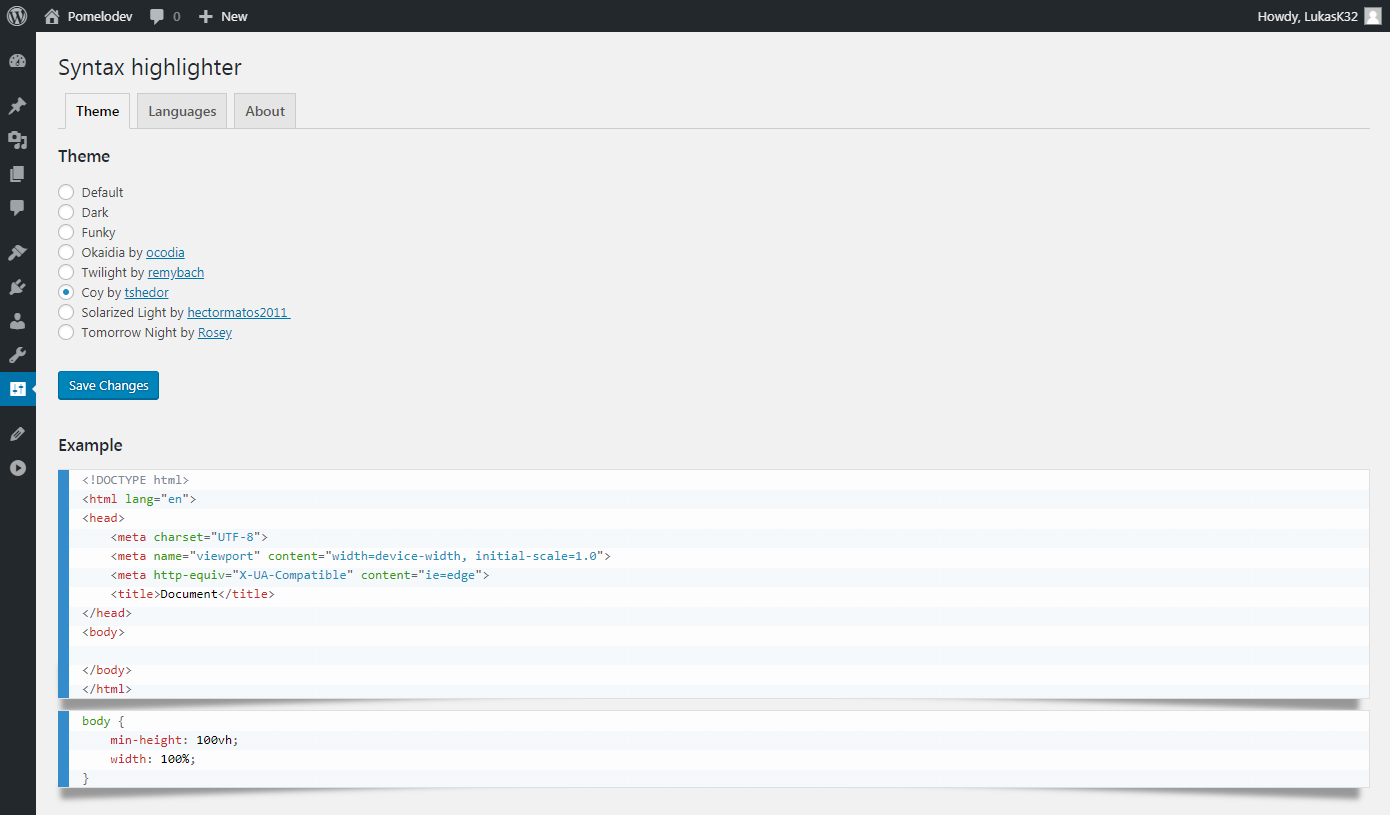 Pomelodev 0 New Howdy, LukasK32
Syntax highlighter
Theme Languages About
Theme
Default
Dark
Funky
Okaidia by ocodia
Twilight by remybach
Coy by tshedor
Solarized Light by hectormatos2011
Tomorrow Night by Rosey
Save Changes
Example
<!DOCTYPE html>
<html lang="en">
<head>
    <meta charset="UTF-8">
    <meta name="viewport" content="width=device-width, initial-scale=1.0">
    <meta http-equiv="X-UA-Compatible" content="ie=edge">
    <title>Document</title>
</head>
<body>
</body>
</html>
body {
    min-height: 100vh;
    width: 100%;
}